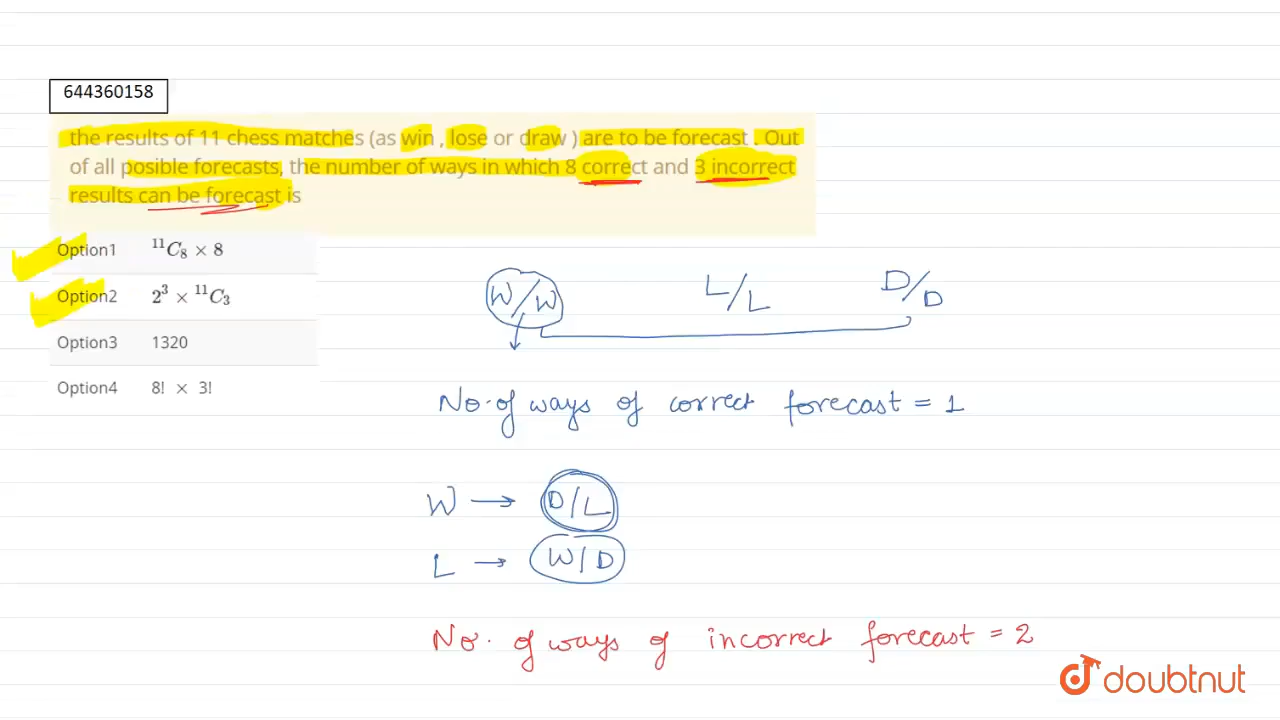 644360158
the results of 11 chess matches (as win , lose or draw ) are to be forecast . Out
of all posible forecasts, the number of ways in which 8 correct and 3 incorrect
results can be forecast is
Option1 ¹¹C₈ × 8
Option2 2³ × ¹¹C₃
Option3 1320
Option4 8! × 3!
W/W L/L D/D
No. of ways of correct forecast = 1
W → D/L
L → W/D
No. of ways of incorrect forecast = 2
doubtnut